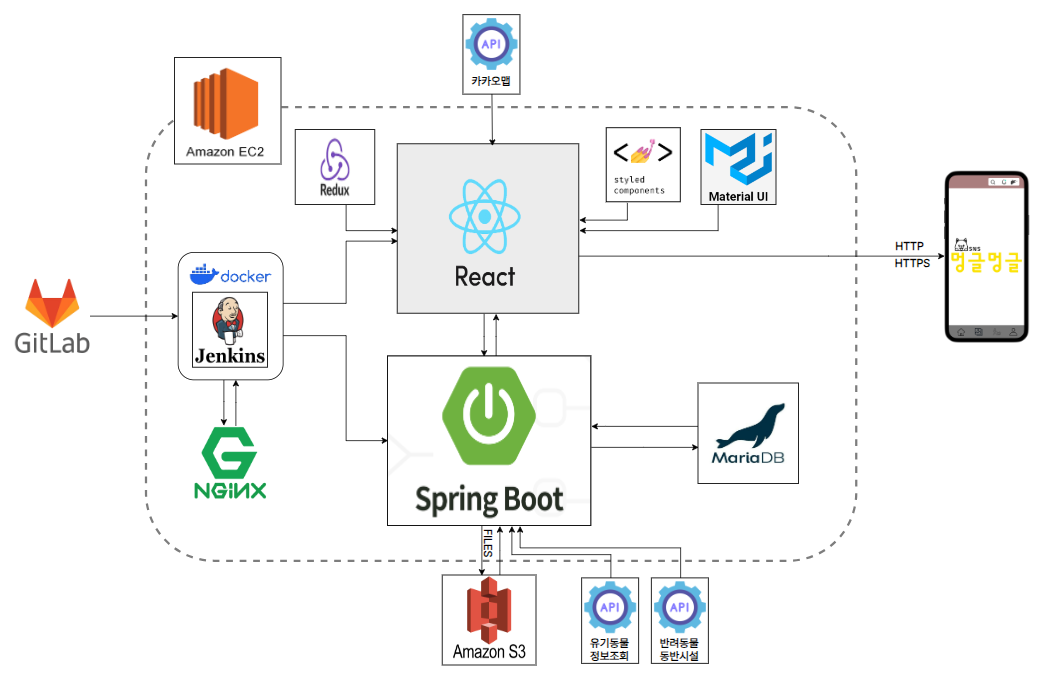 API
카카오맵
Amazon EC2
Redux
<>
styled
components
Material UI
React
HTTP
HTTPS
SNS
멍글멍글
docker
Jenkins
GitLab
NGINX
Spring Boot
MariaDB
FILES
Amazon S3
API
유기동물
정보조회
API
반려동물
동반시설